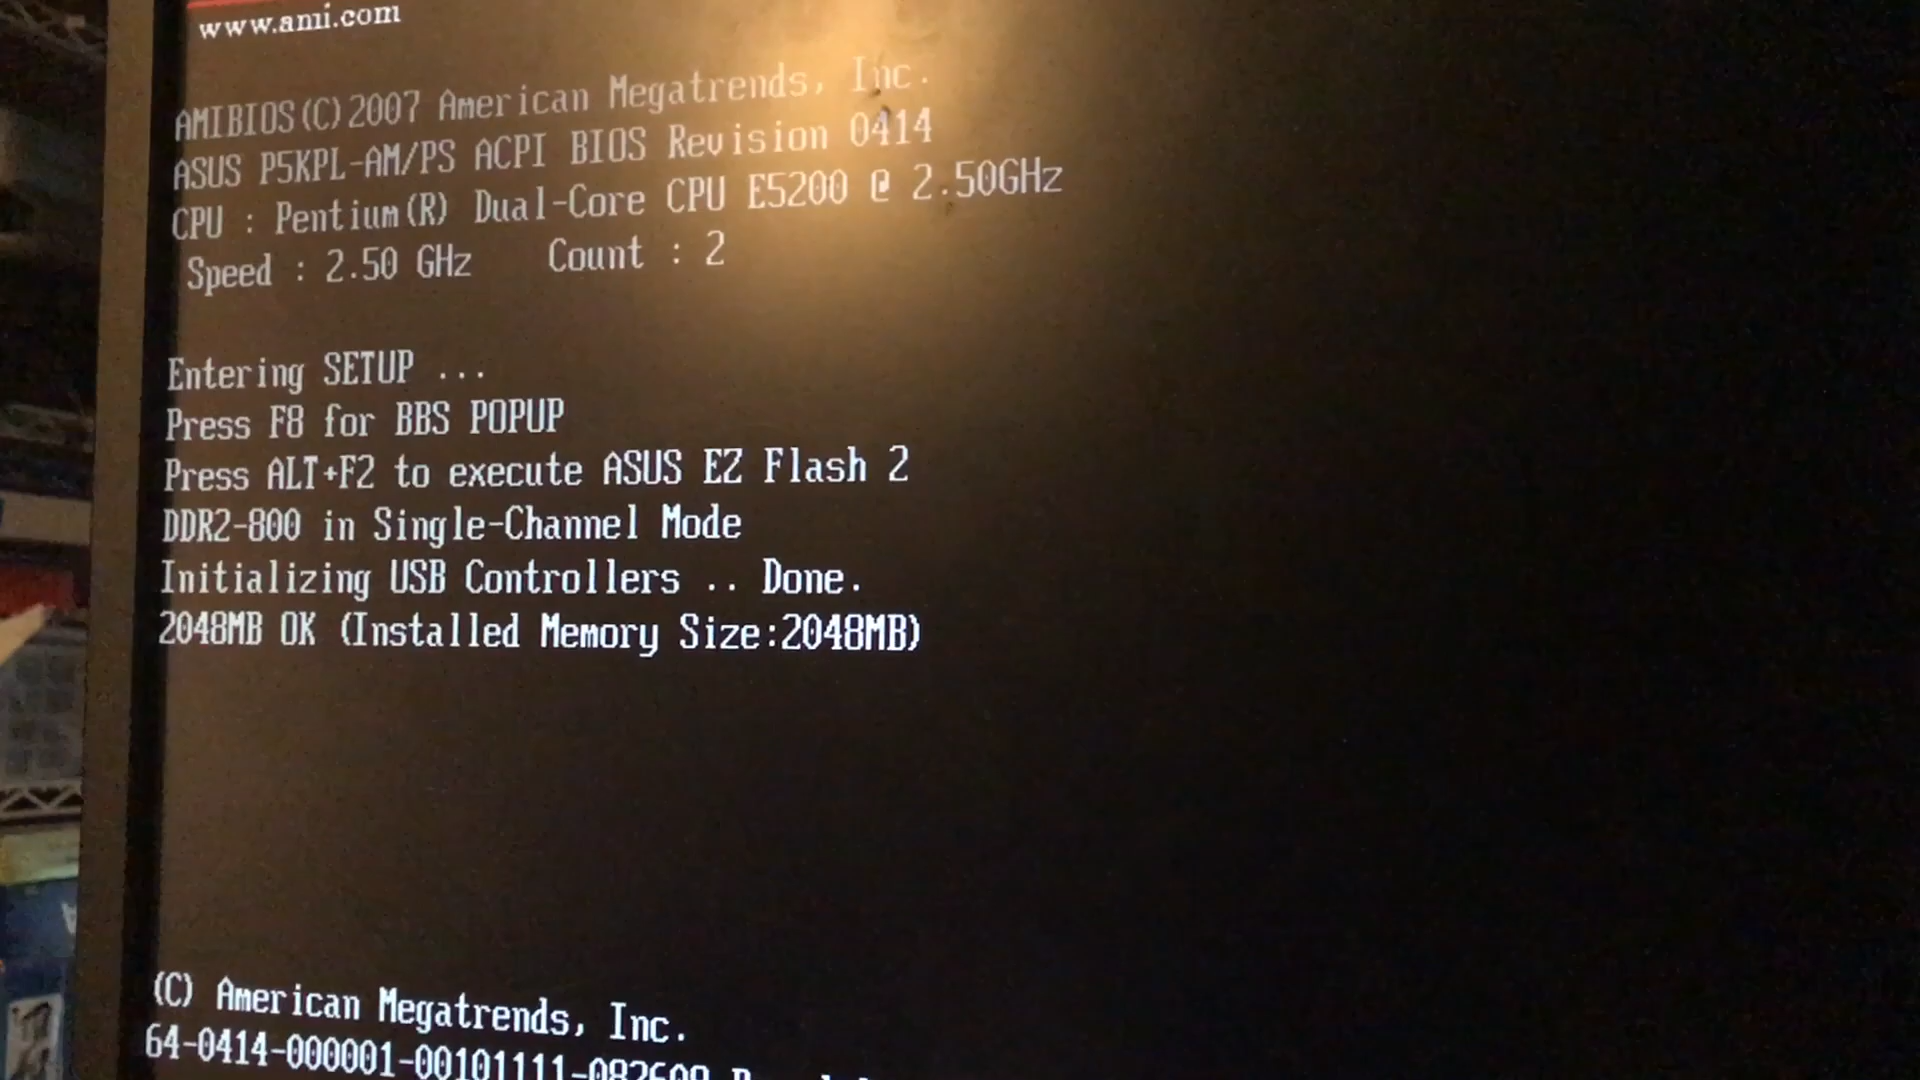 www.ami.com
AMIBIOS(C)2007 American Megatrends, Inc.
ASUS P5KPL-AM/PS ACPI BIOS Revision 0414
CPU : Pentium(R) Dual-Core CPU E5200 @ 2.50GHz
Speed : 2.50 GHz Count : 2
Entering SETUP ...
Press F8 for BBS POPUP
Press ALT+F2 to execute ASUS EZ Flash 2
DDR2-800 in Single-Channel Mode
Initializing USB Controllers .. Done.
2048MB OK (Installed Memory Size:2048MB)
(C) American Megatrends, Inc.
64-0414-000001-00101111-082609